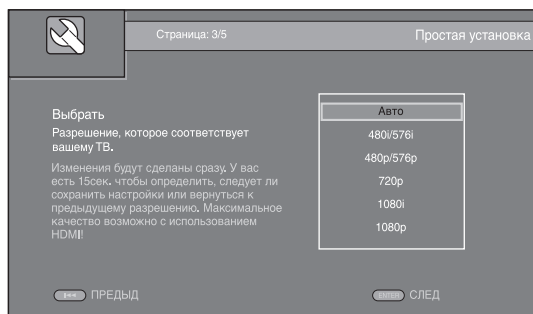 Страница: 3/5
Простая установка
Выбрать
Разрешение, которое соответствует
вашему ТВ.
Изменения будут сделаны сразу. У вас
есть 15сек. чтобы определить, следует ли
сохранить настройки или вернуться к
предыдущему разрешению. Максимальное
качество возможно с использованием
HDMI!
Авто
480i/576i
480p/576p
720p
1080i
1080p
ПРЕДЫД
ENTER СЛЕД